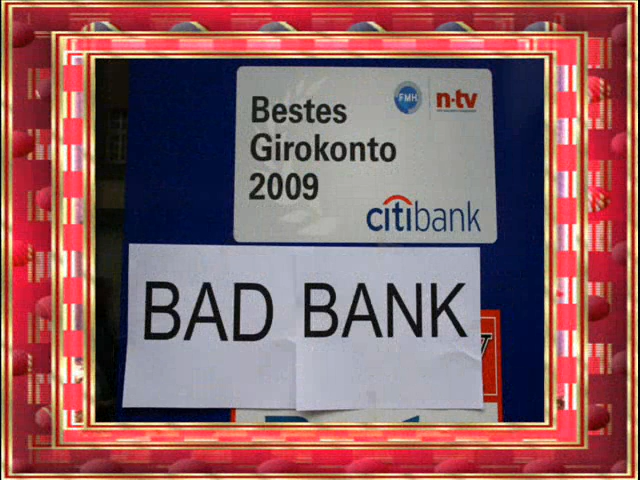 Bestes
Girokonto
2009
FMH
n-tv
citibank
BAD BANK